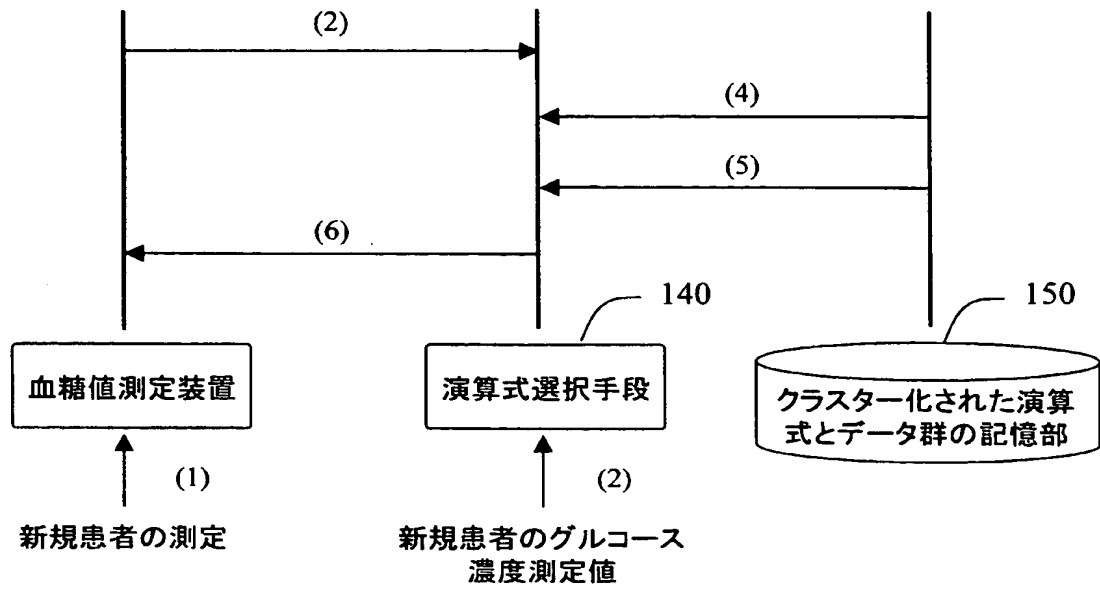 (2)
(4)
(5)
(6)
140
150
血糖値測定装置
演算式選択手段
クラスター化された演算
式とデータ群の記憶部
(1)
(2)
新規患者の測定
新規患者のグルコース
濃度測定値